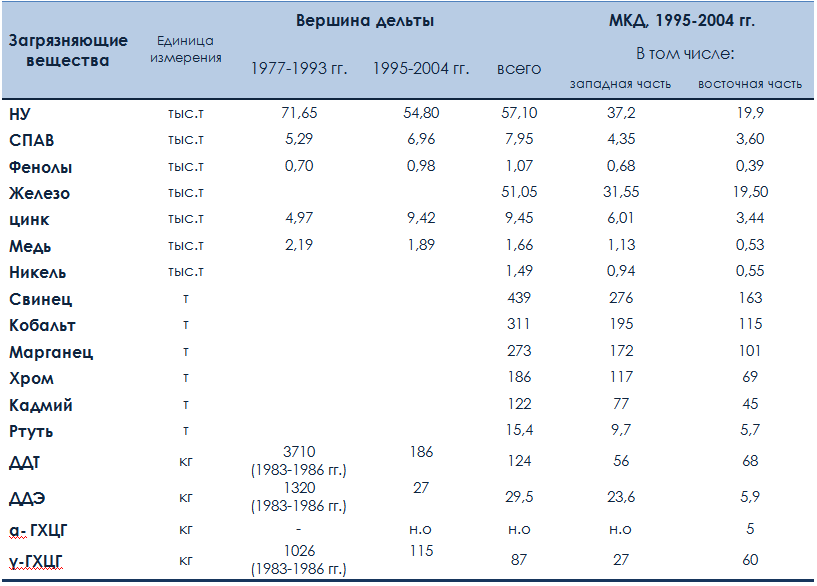 Загрязняющие вещества Единица измерения Вершина дельты МКД, 1995-2004 гг.
1977-1993 гг. 1995-2004 гг. всего В том числе:
западная часть восточная часть
НУ тыс.т 71,65 54,80 57,10 37,2 19,9
СПАВ тыс.т 5,29 6,96 7,95 4,35 3,60
Фенолы тыс.т 0,70 0,98 1,07 0,68 0,39
Железо тыс.т 51,05 31,55 19,50
цинк тыс.т 4,97 9,42 9,45 6,01 3,44
Медь тыс.т 2,19 1,89 1,66 1,13 0,53
Никель тыс.т 1,49 0,94 0,55
Свинец т 439 276 163
Кобальт т 311 195 115
Марганец т 273 172 101
Хром т 186 117 69
Кадмий т 122 77 45
Ртуть т 15,4 9,7 5,7
ДДТ кг 3710 (1983-1986 гг.) 186 124 56 68
ДДЭ кг 1320 (1983-1986 гг.) 27 29,5 23,6 5,9
α- ГХЦГ кг - н.о н.о н.о 5
γ-ГХЦГ кг 1026 (1983-1986 гг.) 115 87 27 60